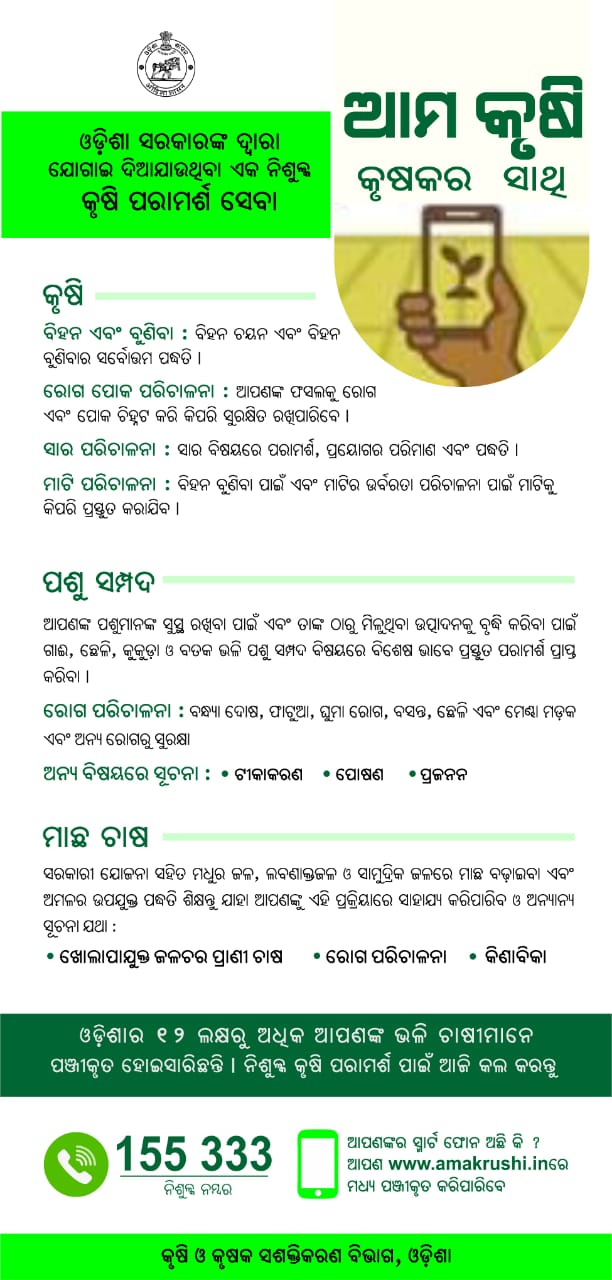 ଓଡ଼ିଶା ସରକାରଙ୍କ ଦ୍ୱାରା
ଯୋଗାଇ ଦିଆଯାଉଥିବା ଏକ ନିଶୁଳ୍କ
କୃଷି ପରାମର୍ଶ ସେବା
ଆମ କୃଷି
କୃଷକର ସାଥି
କୃଷି
ବିହନ ଏବଂ ବୁଣିବା : ବିହନ ଚୟନ ଏବଂ ବିହନ
ବୁଣିବାର ସର୍ବୋତ୍ତମ ପଦ୍ଧତି ।
ରୋଗ ପୋକ ପରିଚାଳନା : ଆପଣଙ୍କ ଫସଲକୁ ରୋଗ
ଏବଂ ପୋକ ଚିହ୍ନଟ କରି କିପରି ସୁରକ୍ଷିତ ରଖିପାରିବେ ।
ସାର ପରିଚାଳନା : ସାର ବିଷୟରେ ପରାମର୍ଶ, ପ୍ରୟୋଗର ପରିମାଣ ଏବଂ ପଦ୍ଧତି ।
ମାଟି ପରିଚାଳନା : ବିହନ ବୁଣିବା ପାଇଁ ଏବଂ ମାଟିର ଉର୍ବରତା ପରିଚାଳନା ପାଇଁ ମାଟିକୁ
କିପରି ପ୍ରସ୍ତୁତ କରାଯିବ ।
ପଶୁ ସମ୍ପଦ
ଆପଣଙ୍କ ପଶୁମାନଙ୍କ ସୁସ୍ଥ ରଖିବା ପାଇଁ ଏବଂ ତାଙ୍କ ଠାରୁ ମିଳୁଥିବା ଉତ୍ପାଦନକୁ ବୃଦ୍ଧି କରିବା ପାଇଁ
ଗାଈ, ଛେଳି, କୁକୁଡ଼ା ଓ ବତକ ଭଳି ପଶୁ ସମ୍ପଦ ବିଷୟରେ ବିଶେଷ ଭାବେ ପ୍ରସ୍ତୁତ ପରାମର୍ଶ ପ୍ରାପ୍ତ
କରିବା ।
ରୋଗ ପରିଚାଳନା : ବନ୍ଧ୍ୟା ଦୋଷ, ଫାଟୁଆ, ଘୁମା ରୋଗ, ବସନ୍ତ, ଛେଳି ଏବଂ ମେଣ୍ଢା ମଡ଼କ
ଏବଂ ଅନ୍ୟ ରୋଗରୁ ସୁରକ୍ଷା
ଅନ୍ୟ ବିଷୟରେ ସୂଚନା : • ଟୀକାକରଣ • ପୋଷଣ • ପ୍ରଜନନ
ମାଛ ଚାଷ
ସରକାରୀ ଯୋଜନା ସହିତ ମଧୁର ଜଳ, ଲବଣାକ୍ତଜଳ ଓ ସାମୁଦ୍ରିକ ଜଳରେ ମାଛ ବଢ଼ାଇବା ଏବଂ
ଅମଳର ଉପଯୁକ୍ତ ପଦ୍ଧତି ଶିକ୍ଷନ୍ତୁ ଯାହା ଆପଣଙ୍କୁ ଏହି ପ୍ରକ୍ରିୟାରେ ସାହାଯ୍ୟ କରିପାରିବ ଓ ଅନ୍ୟାନ୍ୟ
ସୂଚନା ଯଥା :
• ଖୋଲାପାଯୁକ୍ତ ଜଳଚର ପ୍ରାଣୀ ଚାଷ • ରୋଗ ପରିଚାଳନା • କିଣାବିକା
ଓଡ଼ିଶାର ୧୨ ଲକ୍ଷରୁ ଅଧିକ ଆପଣଙ୍କ ଭଳି ଚାଷୀମାନେ
ପଞ୍ଜୀକୃତ ହୋଇସାରିଛନ୍ତି । ନିଶୁଳ୍କ କୃଷି ପରାମର୍ଶ ପାଇଁ ଆଜି କଲ କରନ୍ତୁ
155 333
ନିଶୁଳ୍କ ନମ୍ବର
ଆପଣଙ୍କର ସ୍ମାର୍ଟ ଫୋନ ଅଛି କି ?
ଆପଣ www.amakrushi.inରେ
ମଧ୍ୟ ପଞ୍ଜୀକୃତ କରିପାରିବେ
କୃଷି ଓ କୃଷକ ସଶକ୍ତିକରଣ ବିଭାଗ, ଓଡ଼ିଶା